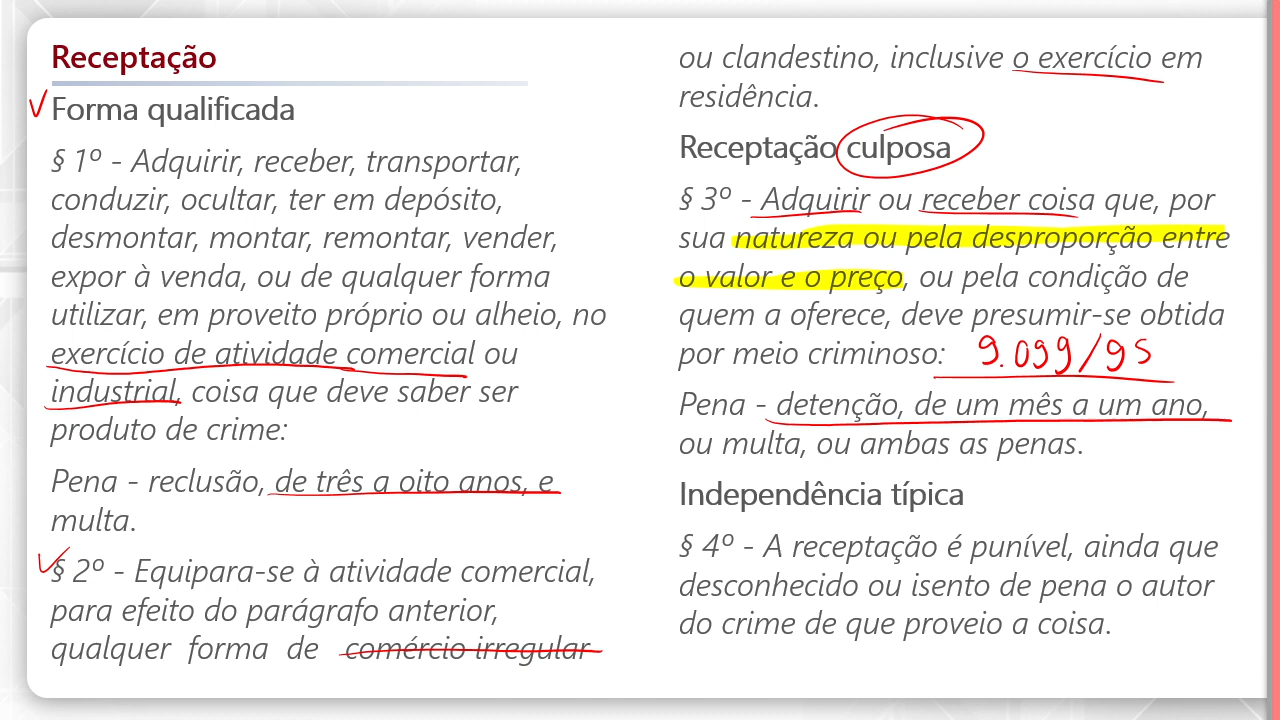 Receptação
Forma qualificada
§ 1º - Adquirir, receber, transportar,
conduzir, ocultar, ter em depósito,
desmontar, montar, remontar, vender,
expor à venda, ou de qualquer forma
utilizar, em proveito próprio ou alheio, no
exercício de atividade comercial ou
industrial, coisa que deve saber ser
produto de crime:
Pena - reclusão, de três a oito anos, e
multa.
§ 2º - Equipara-se à atividade comercial,
para efeito do parágrafo anterior,
qualquer forma de comércio irregular
ou clandestino, inclusive o exercício em
residência.
Receptação culposa
§ 3º - Adquirir ou receber coisa que, por
sua natureza ou pela desproporção entre
o valor e o preço, ou pela condição de
quem a oferece, deve presumir-se obtida
por meio criminoso: 9.099/95
Pena - detenção, de um mês a um ano,
ou multa, ou ambas as penas.
Independência típica
§ 4º - A receptação é punível, ainda que
desconhecido ou isento de pena o autor
do crime de que proveio a coisa.